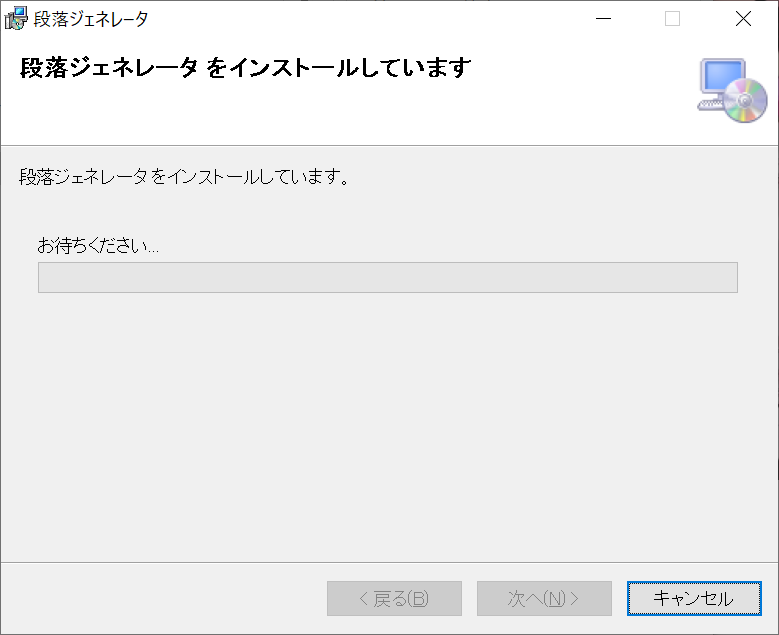 段落ジェネレータ
段落ジェネレータ をインストールしています
段落ジェネレータをインストールしています。
お待ちください...
< 戻る(B)
次へ(N) >
キャンセル